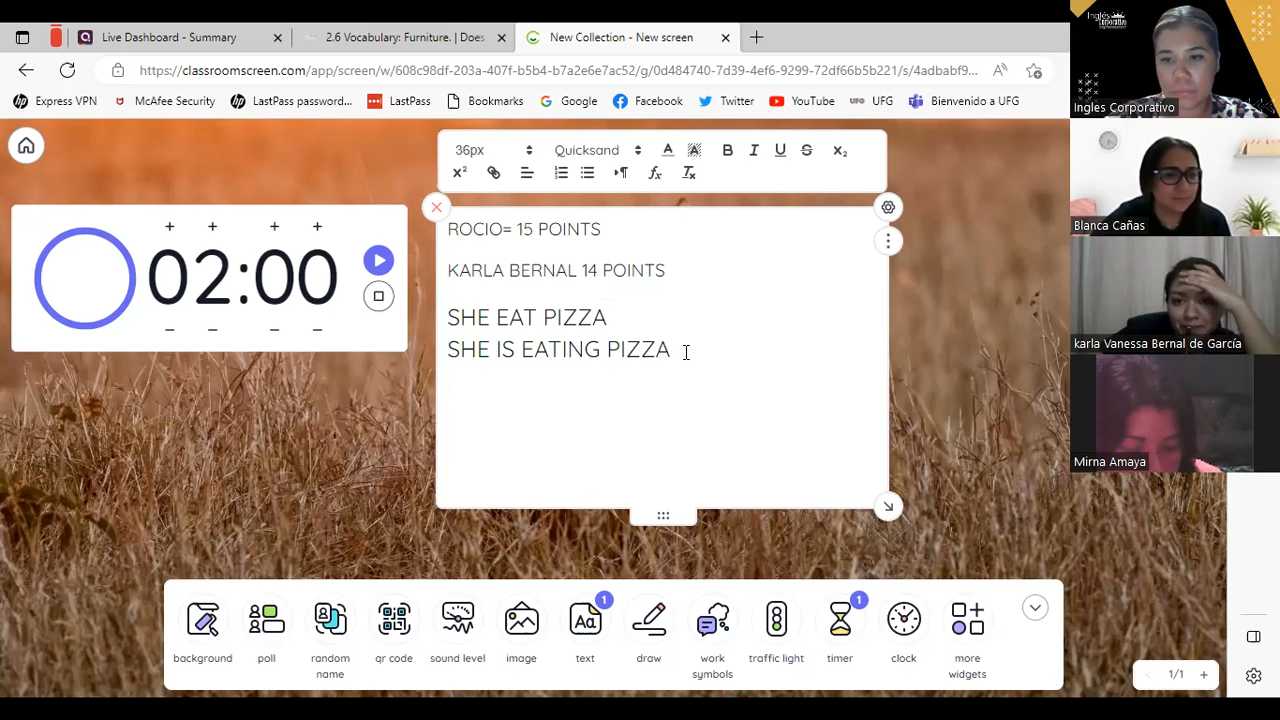 Live Dashboard - Summary
2.6 Vocabulary: Furniture. | Does
New Collection - New screen
https://classroomscreen.com/app/screen/w/608c98df-203a-407f-b5b4-b7a2e6e7ac52/g/0d484740-7d39-4ef6-9299-72df66b5b221/s/4adbabf9...
Express VPN
McAfee Security
LastPass password...
LastPass
Bookmarks
Google
Facebook
Twitter
YouTube
UFG
Bienvenido a UFG
36px
Quicksand
ROCIO= 15 POINTS
KARLA BERNAL 14 POINTS
SHE EAT PIZZA
SHE IS EATING PIZZA
02:00
background
poll
random name
qr code
sound level
image
text
draw
work symbols
traffic light
timer
clock
more widgets
1
1
1/1
Inglés Corporativo
Ingles Corporativo
Blanca Cañas
karla Vanessa Bernal de García
Mirna Amaya